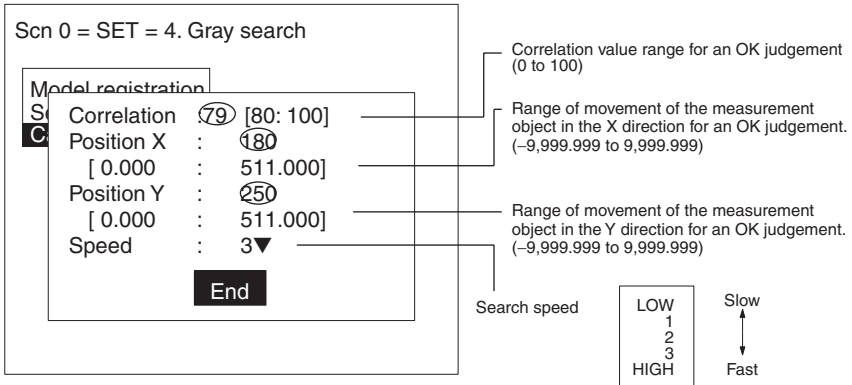 Scn 0 = SET = 4. Gray search
Model registration
Correlation :79 [80: 100]
Position X : 180
[ 0.000 : 511.000]
Position Y : 250
[ 0.000 : 511.000]
Speed : 3▼
End
Correlation value range for an OK judgement
(0 to 100)
Range of movement of the measurement
object in the X direction for an OK judgement.
(−9,999.999 to 9,999.999)
Range of movement of the measurement
object in the Y direction for an OK judgement.
(−9,999.999 to 9,999.999)
Search speed
LOW
1
2
3
HIGH
Slow
Fast